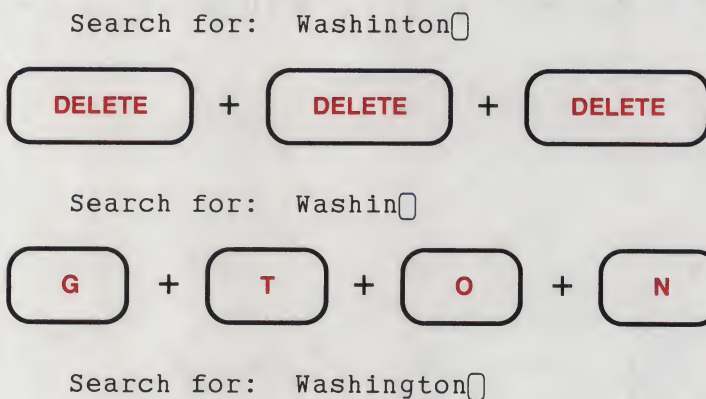 Search for: Washinton
DELETE + DELETE + DELETE
Search for: Washin
G + T + O + N
Search for: Washington